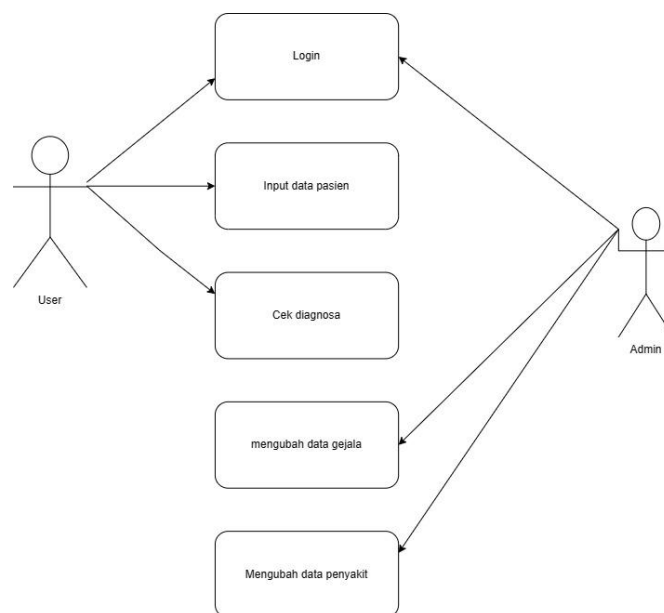 Login
Input data pasien
User
Cek diagnosa
Admin
mengubah data gejala
Mengubah data penyakit